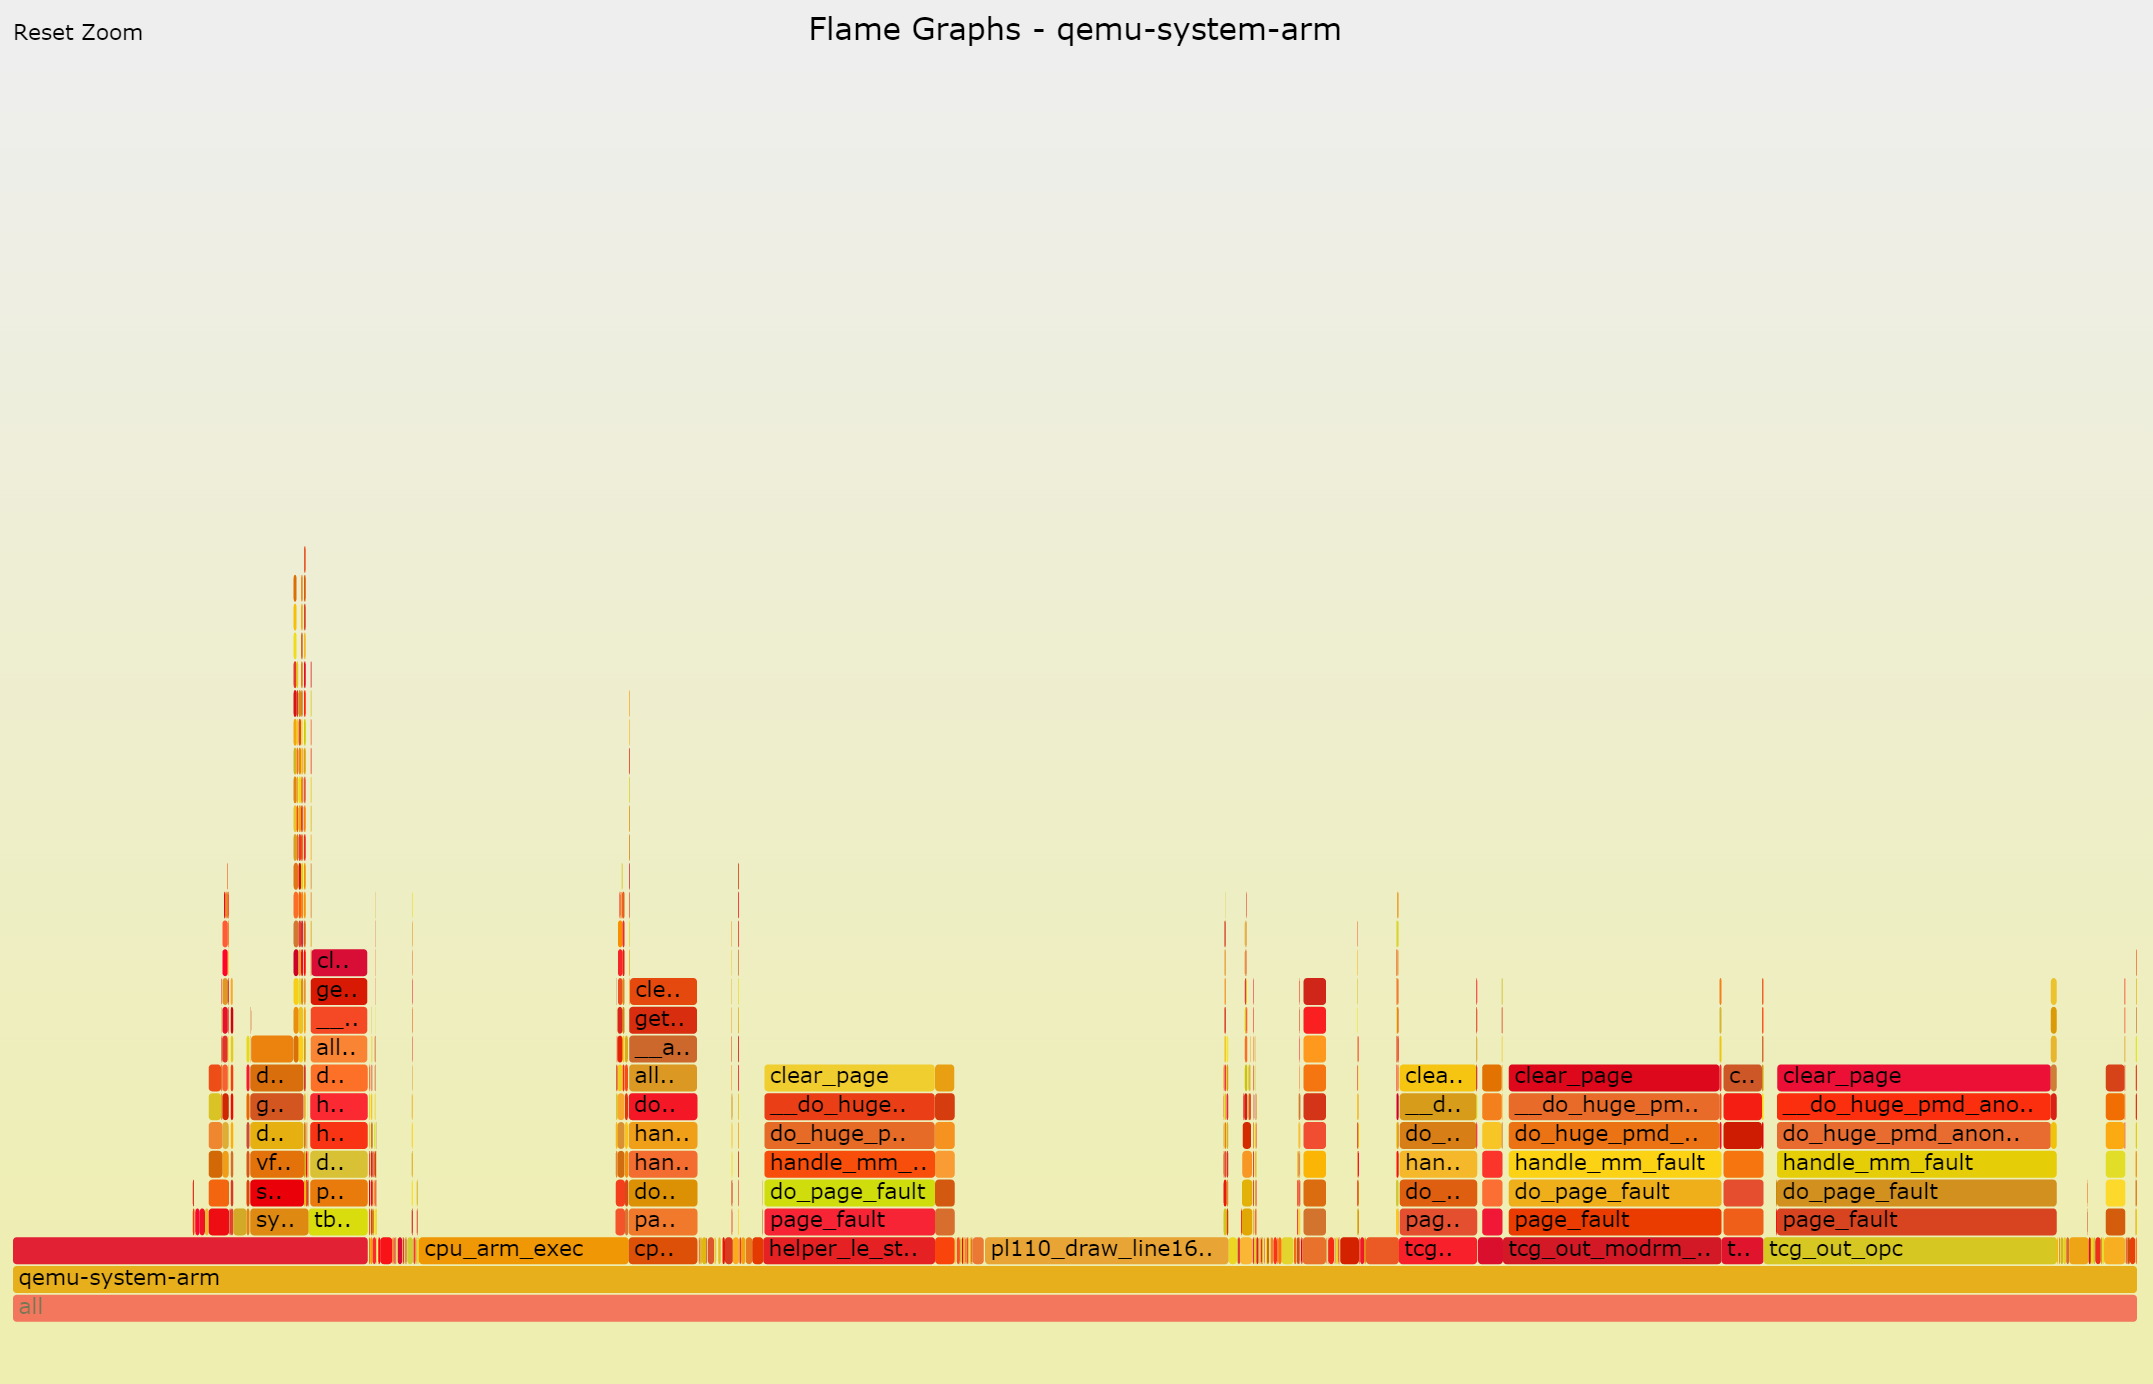 Flame Graphs - qemu-system-arm
Reset Zoom
cl..
ge.. cle..
__.. get..
all.. __a..
d.. d.. all.. clear_page clea.. clear_page c.. clear_page
g.. h.. do.. __do_huge.. __d.. __do_huge_pm.. __do_huge_pmd_ano..
d.. h.. han.. do_huge_p.. do_.. do_huge_pmd_.. do_huge_pmd_anon..
vf.. d.. han.. handle_mm_.. han.. handle_mm_fault handle_mm_fault
s.. p.. do.. do_page_fault do_.. do_page_fault do_page_fault
sy.. tb.. pa.. page_fault pag.. page_fault page_fault
cpu_arm_exec cp.. helper_le_st.. pl110_draw_line16.. tcg.. tcg_out_modrm_.. t.. tcg_out_opc
qemu-system-arm
all